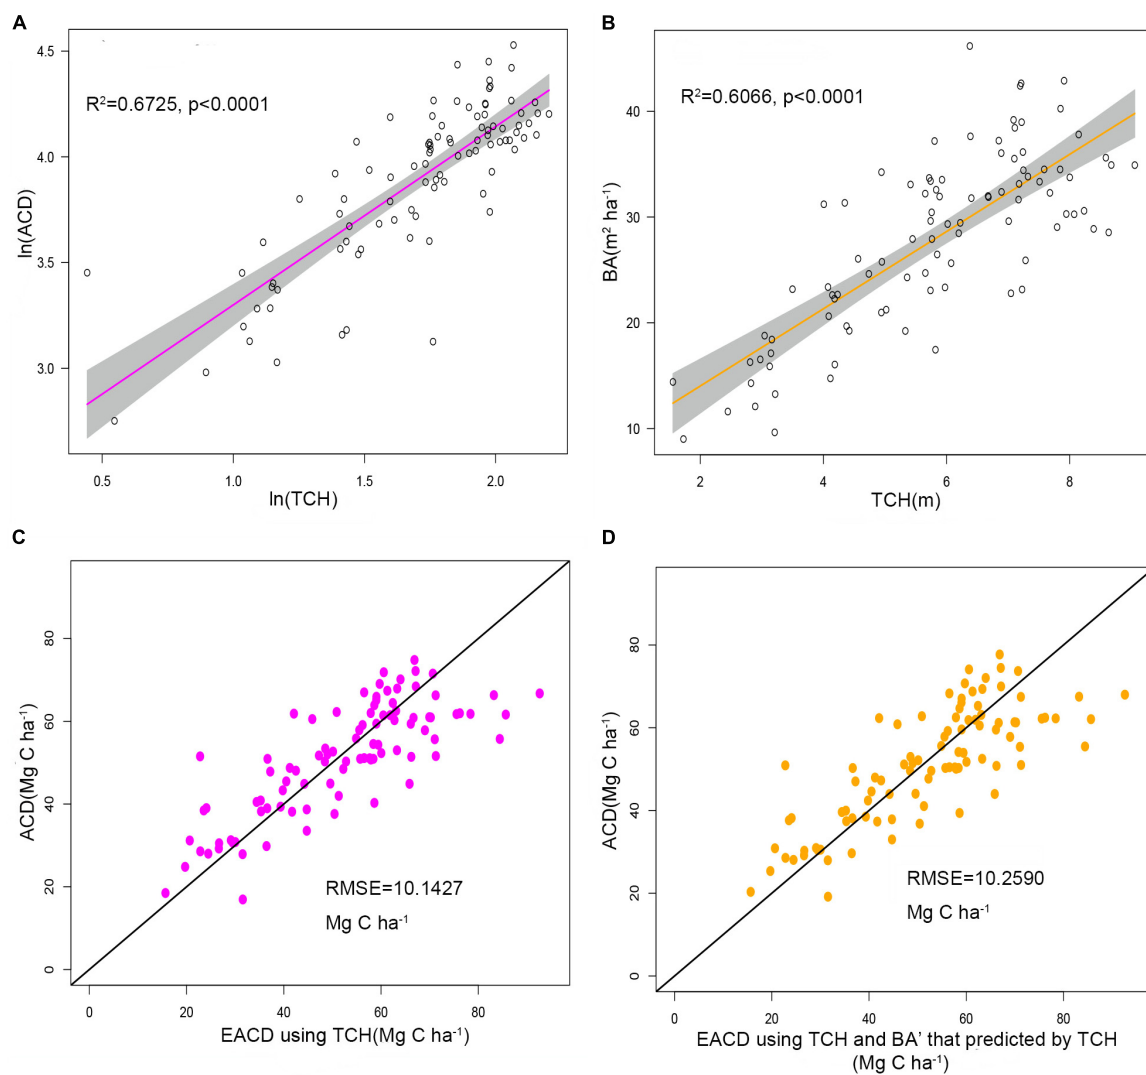 A
B
R²=0.6725, p<0.0001
R²=0.6066, p<0.0001
ln(ACD)
4.5
4.0
3.5
3.0
0.5
1.0
1.5
2.0
ln(TCH)
BA(m² ha⁻¹)
40
30
20
10
2
4
6
8
TCH(m)
C
D
ACD(Mg C ha⁻¹)
80
60
40
20
0
RMSE=10.1427
Mg C ha⁻¹
0
20
40
60
80
EACD using TCH(Mg C ha⁻¹)
ACD(Mg C ha⁻¹)
80
60
40
20
0
RMSE=10.2590
Mg C ha⁻¹
0
20
40
60
80
EACD using TCH and BA’ that predicted by TCH
(Mg C ha⁻¹)